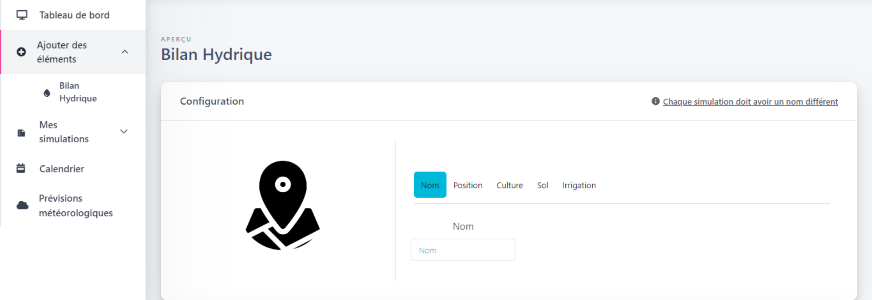 Tableau de bord
Ajouter des
éléments
Bilan
Hydrique
Mes
simulations
Calendrier
Prévisions
météorologiques
APERÇU
Bilan Hydrique
Configuration
Chaque simulation doit avoir un nom différent
Nom Position Culture Sol Irrigation
Nom
Nom